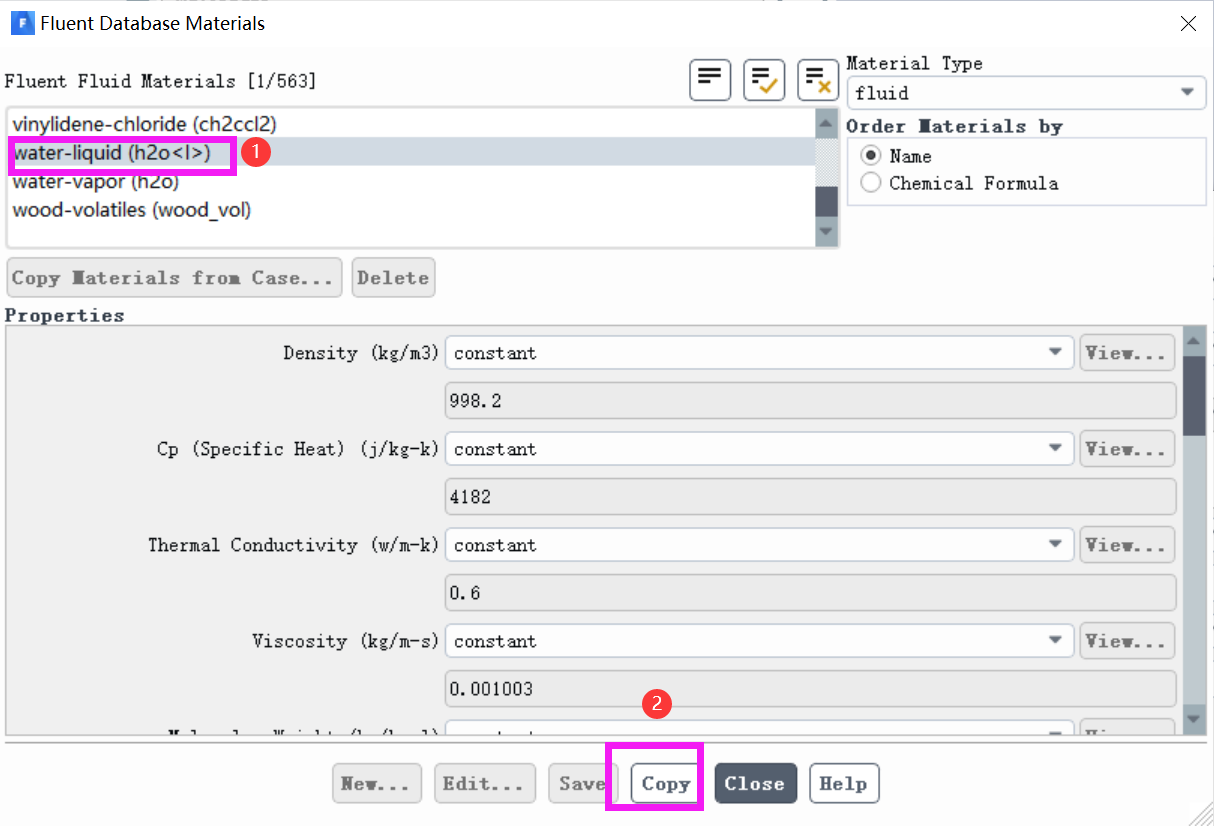 F Fluent Database Materials
Fluent Fluid Materials [1/563]
Material Type
fluid
vinylidene-chloride (ch2ccl2)
water-liquid (h2o<l>)
1
water-vapor (h2o)
wood-volatiles (wood_vol)
Order Materials by
Name
Chemical Formula
Copy Materials from Case... Delete
Properties
Density (kg/m3) constant View...
998.2
Cp (Specific Heat) (j/kg-k) constant View...
4182
Thermal Conductivity (w/m-k) constant View...
0.6
Viscosity (kg/m-s) constant View...
0.001003
2
New... Edit... Save Copy Close Help